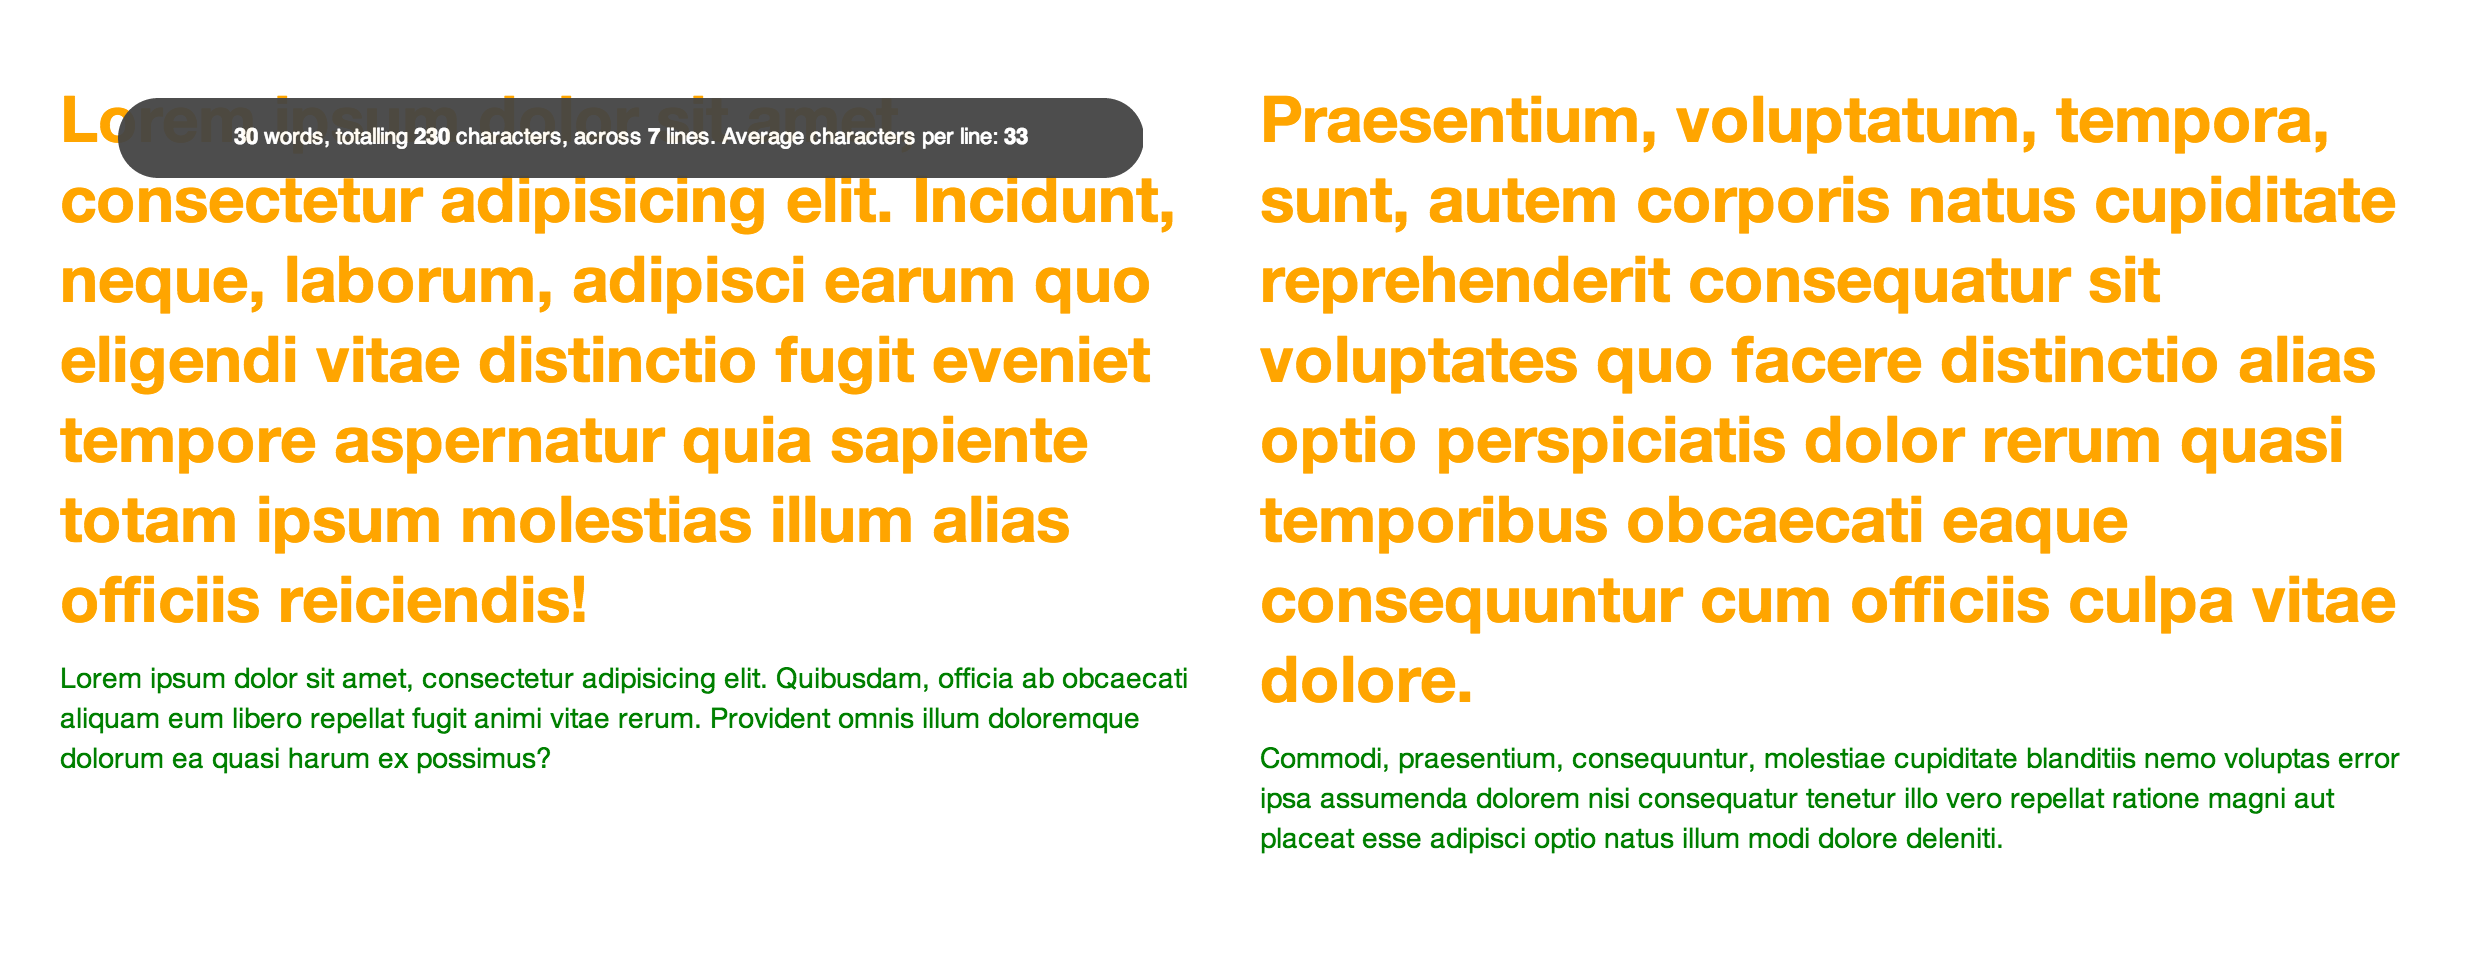 Lorem ipsum dolor sit amet
30 words, totalling 230 characters, across 7 lines. Average characters per line: 33
consectetur adipisicing elit. Incidunt,
neque, laborum, adipisci earum quo
eligendi vitae distinctio fugit eveniet
tempore aspernatur quia sapiente
totam ipsum molestias illum alias
officiis reiciendis!
Lorem ipsum dolor sit amet, consectetur adipisicing elit. Quibusdam, officia ab obcaecati
aliquam eum libero repellat fugit animi vitae rerum. Provident omnis illum doloremque
dolorum ea quasi harum ex possimus?
Praesentium, voluptatum, tempora,
sunt, autem corporis natus cupiditate
reprehenderit consequatur sit
voluptates quo facere distinctio alias
optio perspiciatis dolor rerum quasi
temporibus obcaecati eaque
consequuntur cum officiis culpa vitae
dolore.
Commodi, praesentium, consequuntur, molestiae cupiditate blanditiis nemo voluptas error
ipsa assumenda dolorem nisi consequatur tenetur illo vero repellat ratione magni aut
placeat esse adipisci optio natus illum modi dolore deleniti.